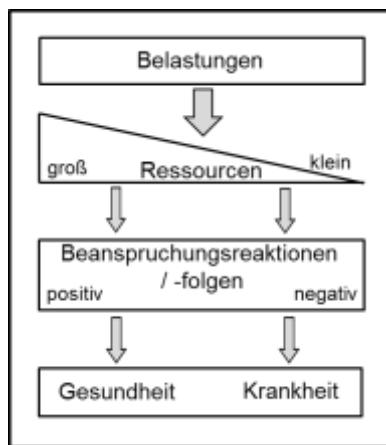 Belastungen
groß Ressourcen klein
Beanspruchungsreaktionen
/ -folgen
positiv negativ
Gesundheit Krankheit